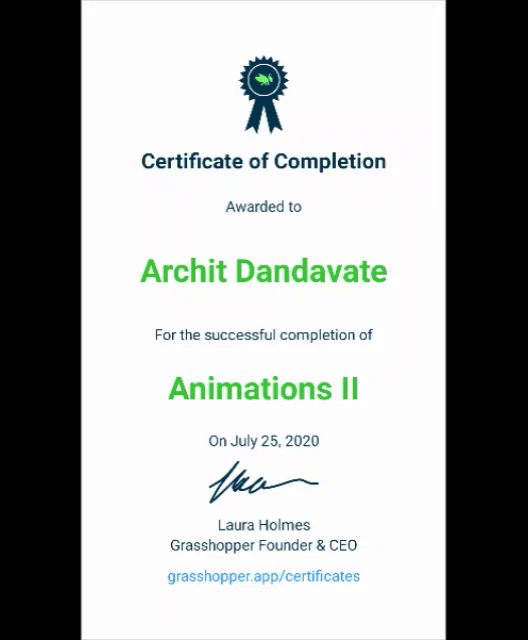 Certificate of Completion
Awarded to
Archit Dandavate
For the successful completion of
Animations II
On July 25, 2020
Laura Holmes
Grasshopper Founder & CEO
grasshopper.app/certificates